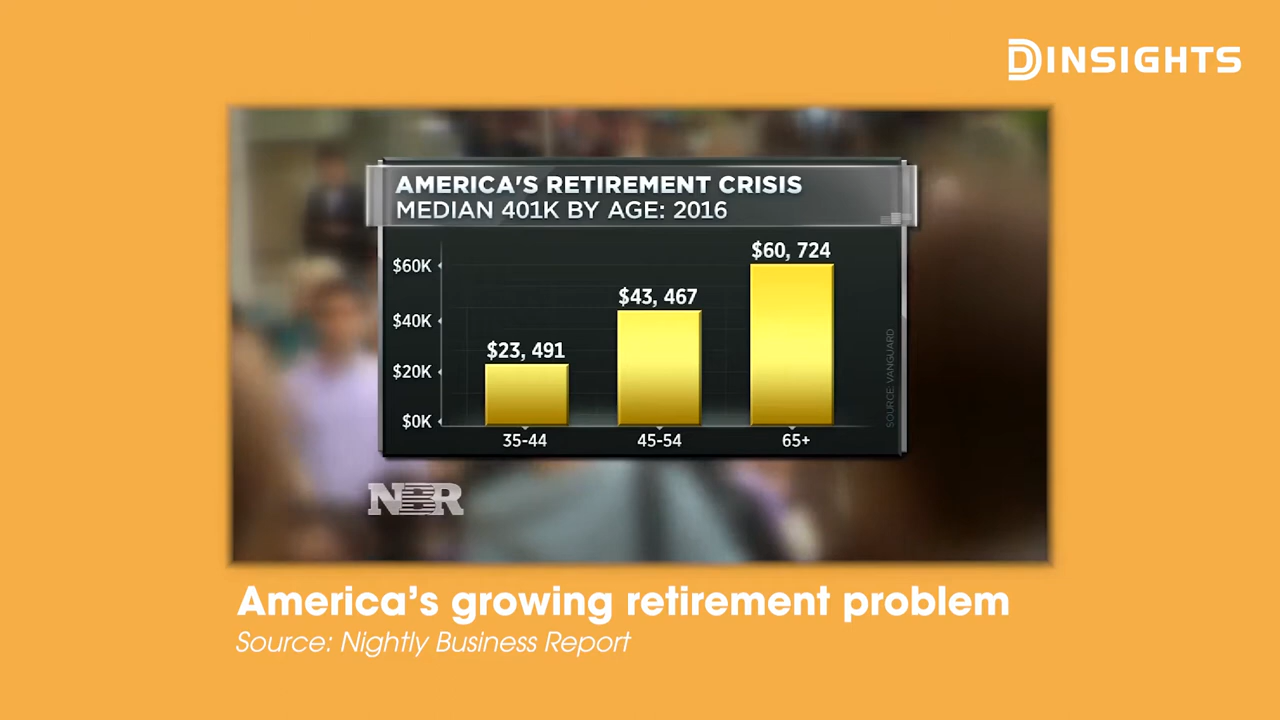 DINSIGHTS
AMERICA'S RETIREMENT CRISIS
MEDIAN 401K BY AGE: 2016
$60K
$40K
$20K
$0K
$23, 491
$43, 467
$60, 724
35-44
45-54
65+
SOURCE: VANGUARD
NBR
America's growing retirement problem
Source: Nightly Business Report